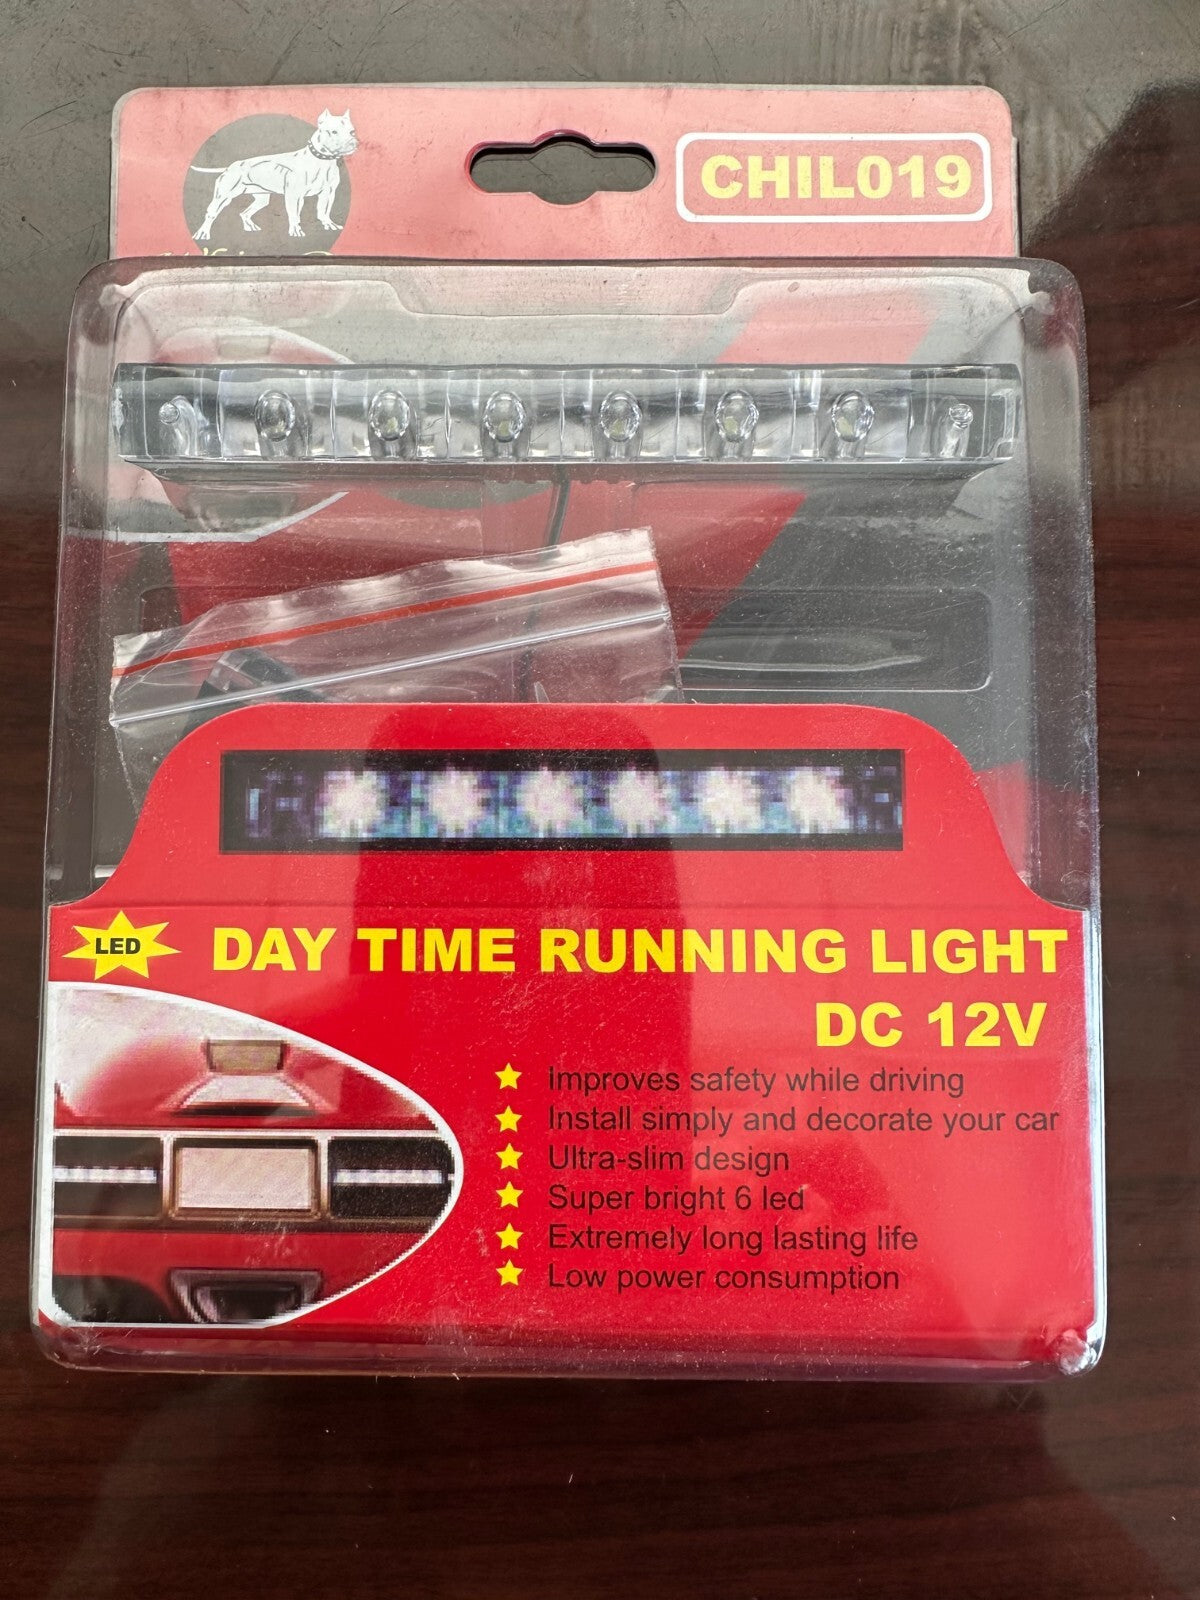 CHIL019
LED
DAY TIME RUNNING LIGHT
DC 12V
Improves safety while driving
Install simply and decorate your car
Ultra-slim design
Super bright 6 led
Extremely long lasting life
Low power consumption